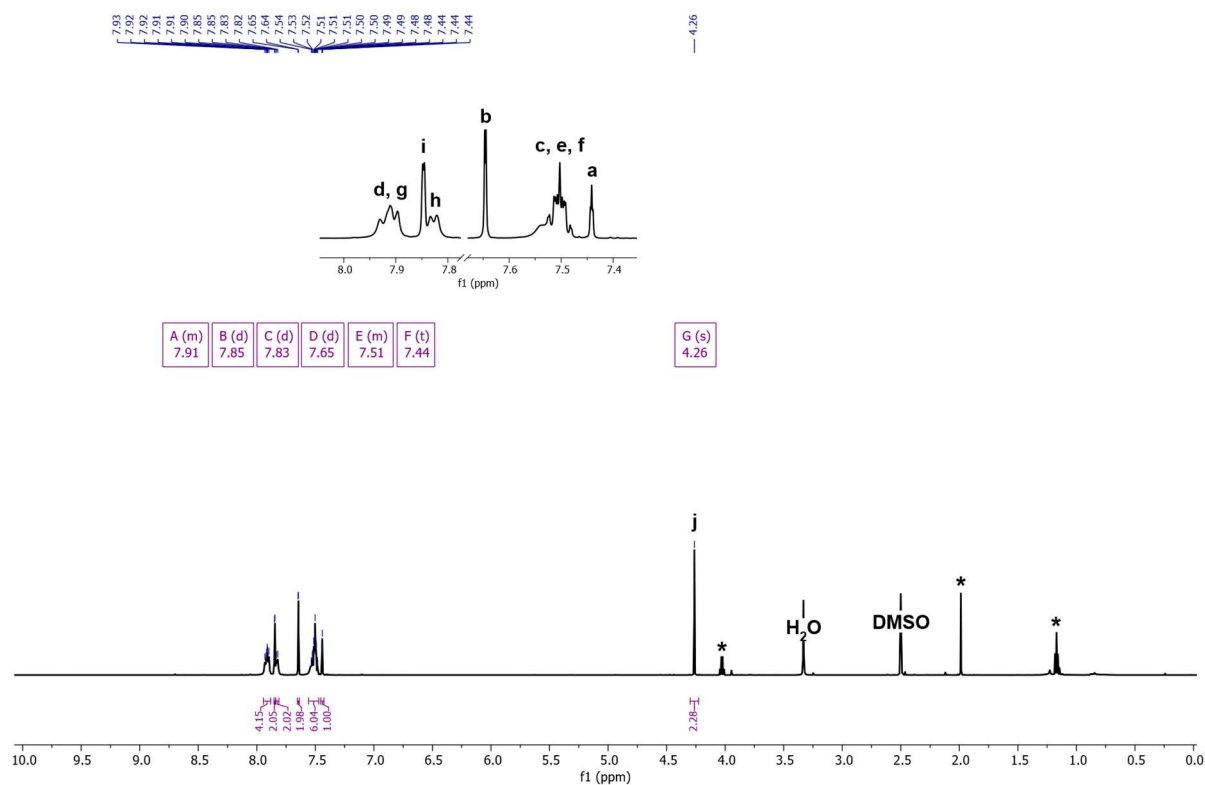 7.93 7.92 7.92 7.91 7.91 7.90 7.85 7.85 7.83 7.82 7.65 7.64 7.54 7.53 7.52 7.51 7.51 7.51 7.50 7.50 7.49 7.49 7.48 7.48 7.44 7.44 7.44 4.26
b
i c, e, f
d, g h a
8.0 7.9 7.8 7.6 7.5 7.4
f1 (ppm)
A (m) B (d) C (d) D (d) E (m) F (t) G (s)
7.91 7.85 7.83 7.65 7.51 7.44 4.26
j
* H₂O DMSO * *
4.15 2.05 2.02 1.98 6.04 1.00 2.28
10.0 9.5 9.0 8.5 8.0 7.5 7.0 6.5 6.0 5.5 5.0 4.5 4.0 3.5 3.0 2.5 2.0 1.5 1.0 0.5 0.0
f1 (ppm)